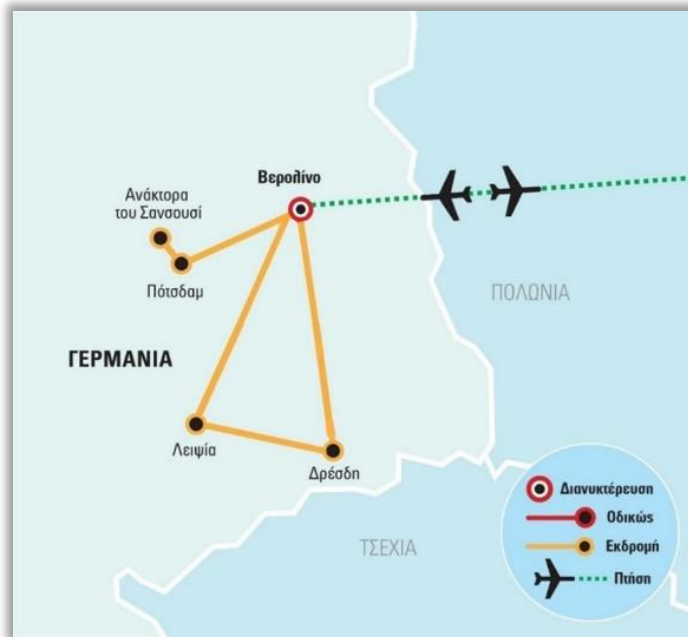 Βερολίνο
Ανάκτορα
του Σανσουσί
Πότσδαμ
ΠΟΛΩΝΙΑ
ΓΕΡΜΑΝΙΑ
Λειψία
Δρέσδη
ΤΣΕΧΙΑ
Διανυκτέρευση
Οδικώς
Εκδρομή
Πτήση